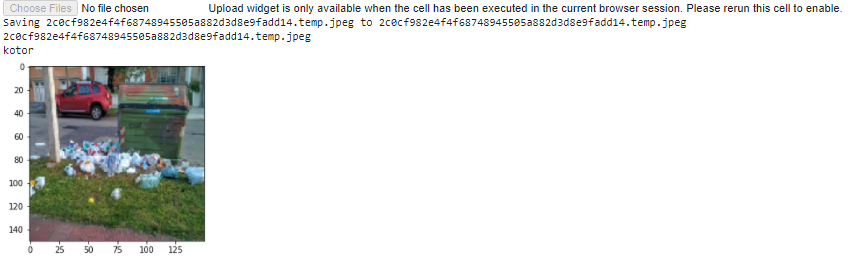 Choose Files No file chosen Upload widget is only available when the cell has been executed in the current browser session. Please rerun this cell to enable.
Saving 2c0cf982e4f4f68748945505a882d3d8e9fadd14.temp.jpeg to 2c0cf982e4f4f68748945505a882d3d8e9fadd14.temp.jpeg
2c0cf982e4f4f68748945505a882d3d8e9fadd14.temp.jpeg
kotor
0
20
40
60
80
100
120
140
0 25 50 75 100 125